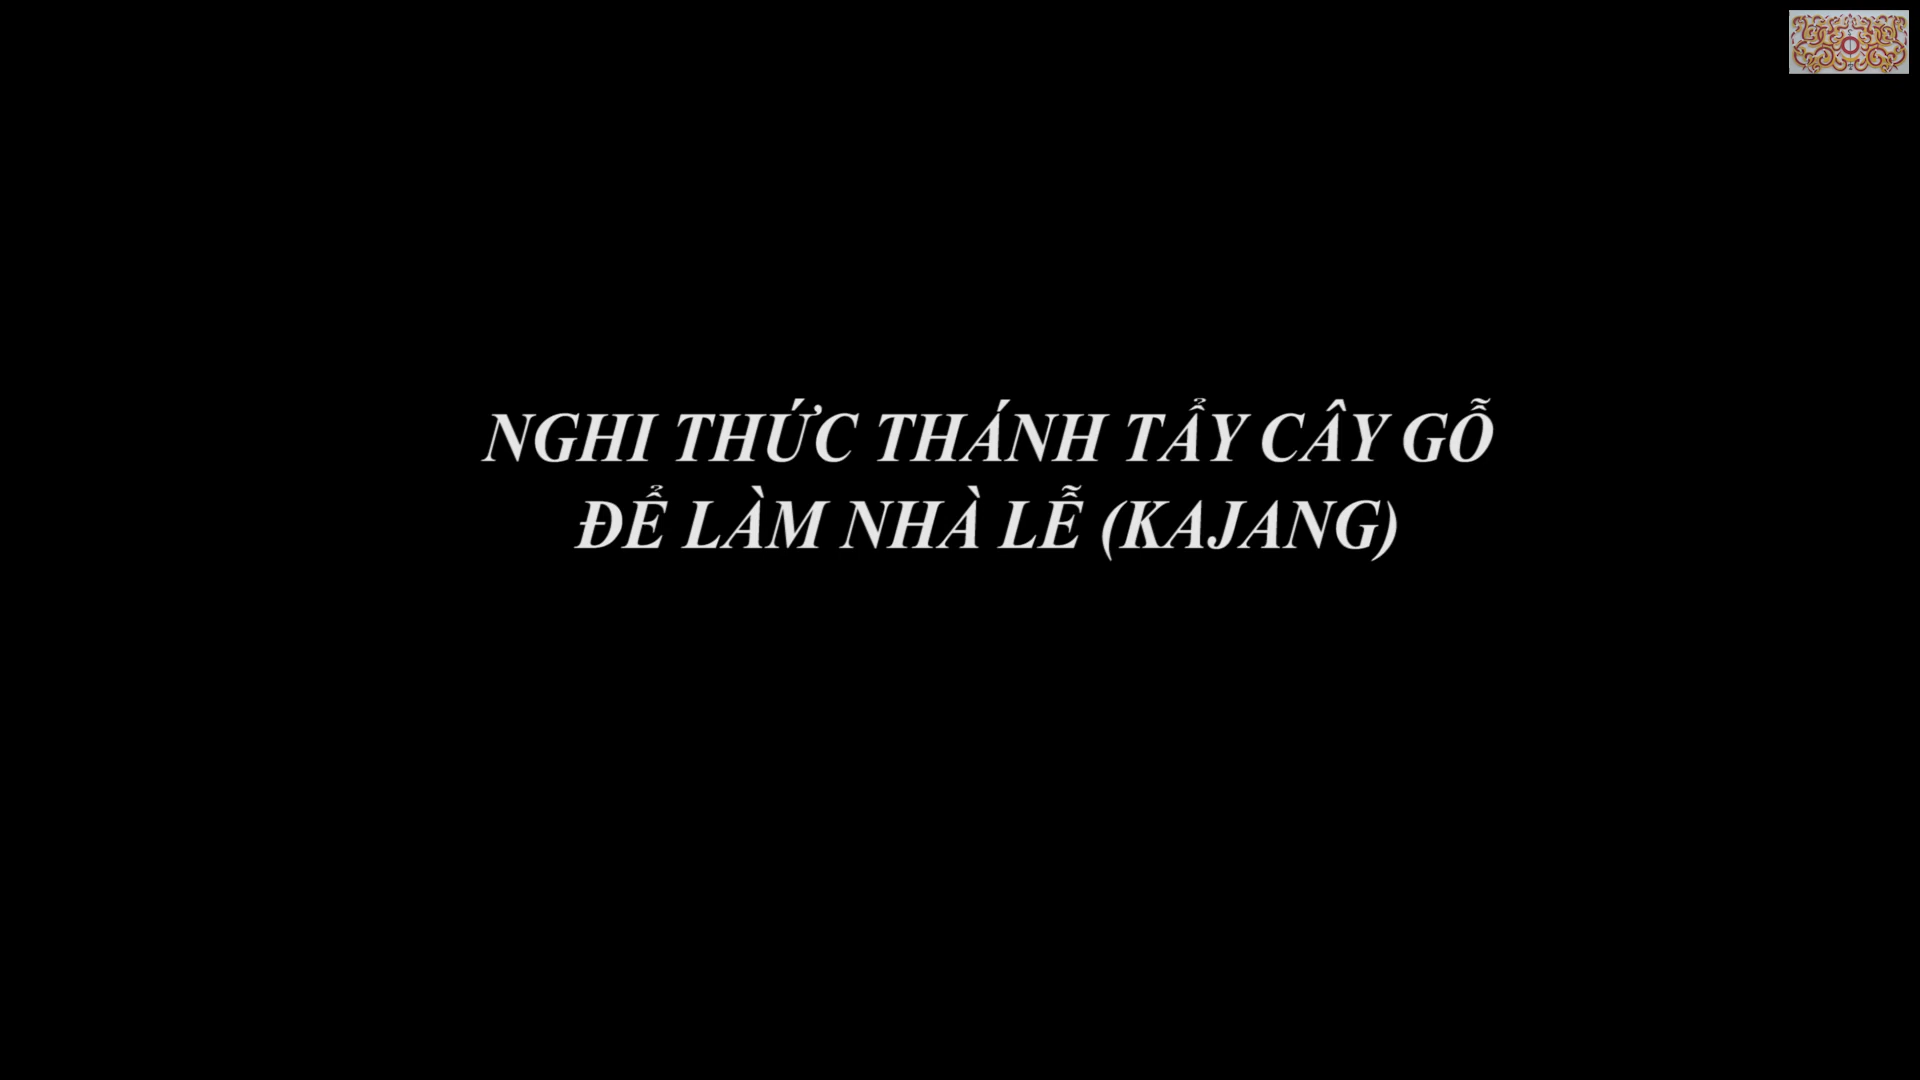 NGHI THỨC THÁNH TẨY CÂY GỖ
ĐỂ LÀM NHÀ LỄ (KAJANG)